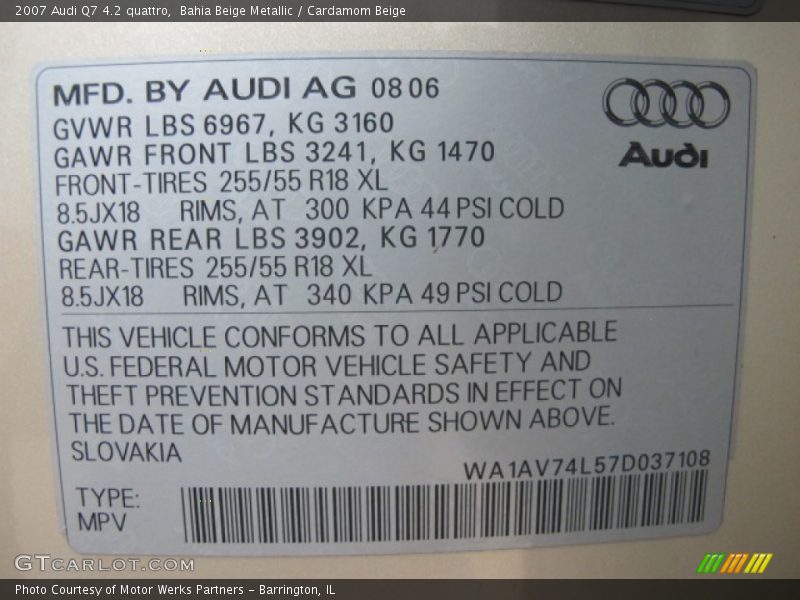 2007 Audi Q7 4.2 quattro,  Bahia Beige Metallic / Cardamom Beige
MFD. BY AUDI AG 08 06
GVWR LBS 6967, KG 3160
GAWR FRONT LBS 3241, KG 1470
FRONT-TIRES 255/55 R18 XL
8.5JX18 RIMS, AT 300 KPA 44 PSI COLD
GAWR REAR LBS 3902, KG 1770
REAR-TIRES 255/55 R18 XL
8.5JX18 RIMS, AT 340 KPA 49 PSI COLD
Audi
THIS VEHICLE CONFORMS TO ALL APPLICABLE
U.S. FEDERAL MOTOR VEHICLE SAFETY AND
THEFT PREVENTION STANDARDS IN EFFECT ON
THE DATE OF MANUFACTURE SHOWN ABOVE.
SLOVAKIA
WA1AV74L57D037108
TYPE:
MPV
GTCARLOT.COM
Photo Courtesy of Motor Werks Partners - Barrington, IL